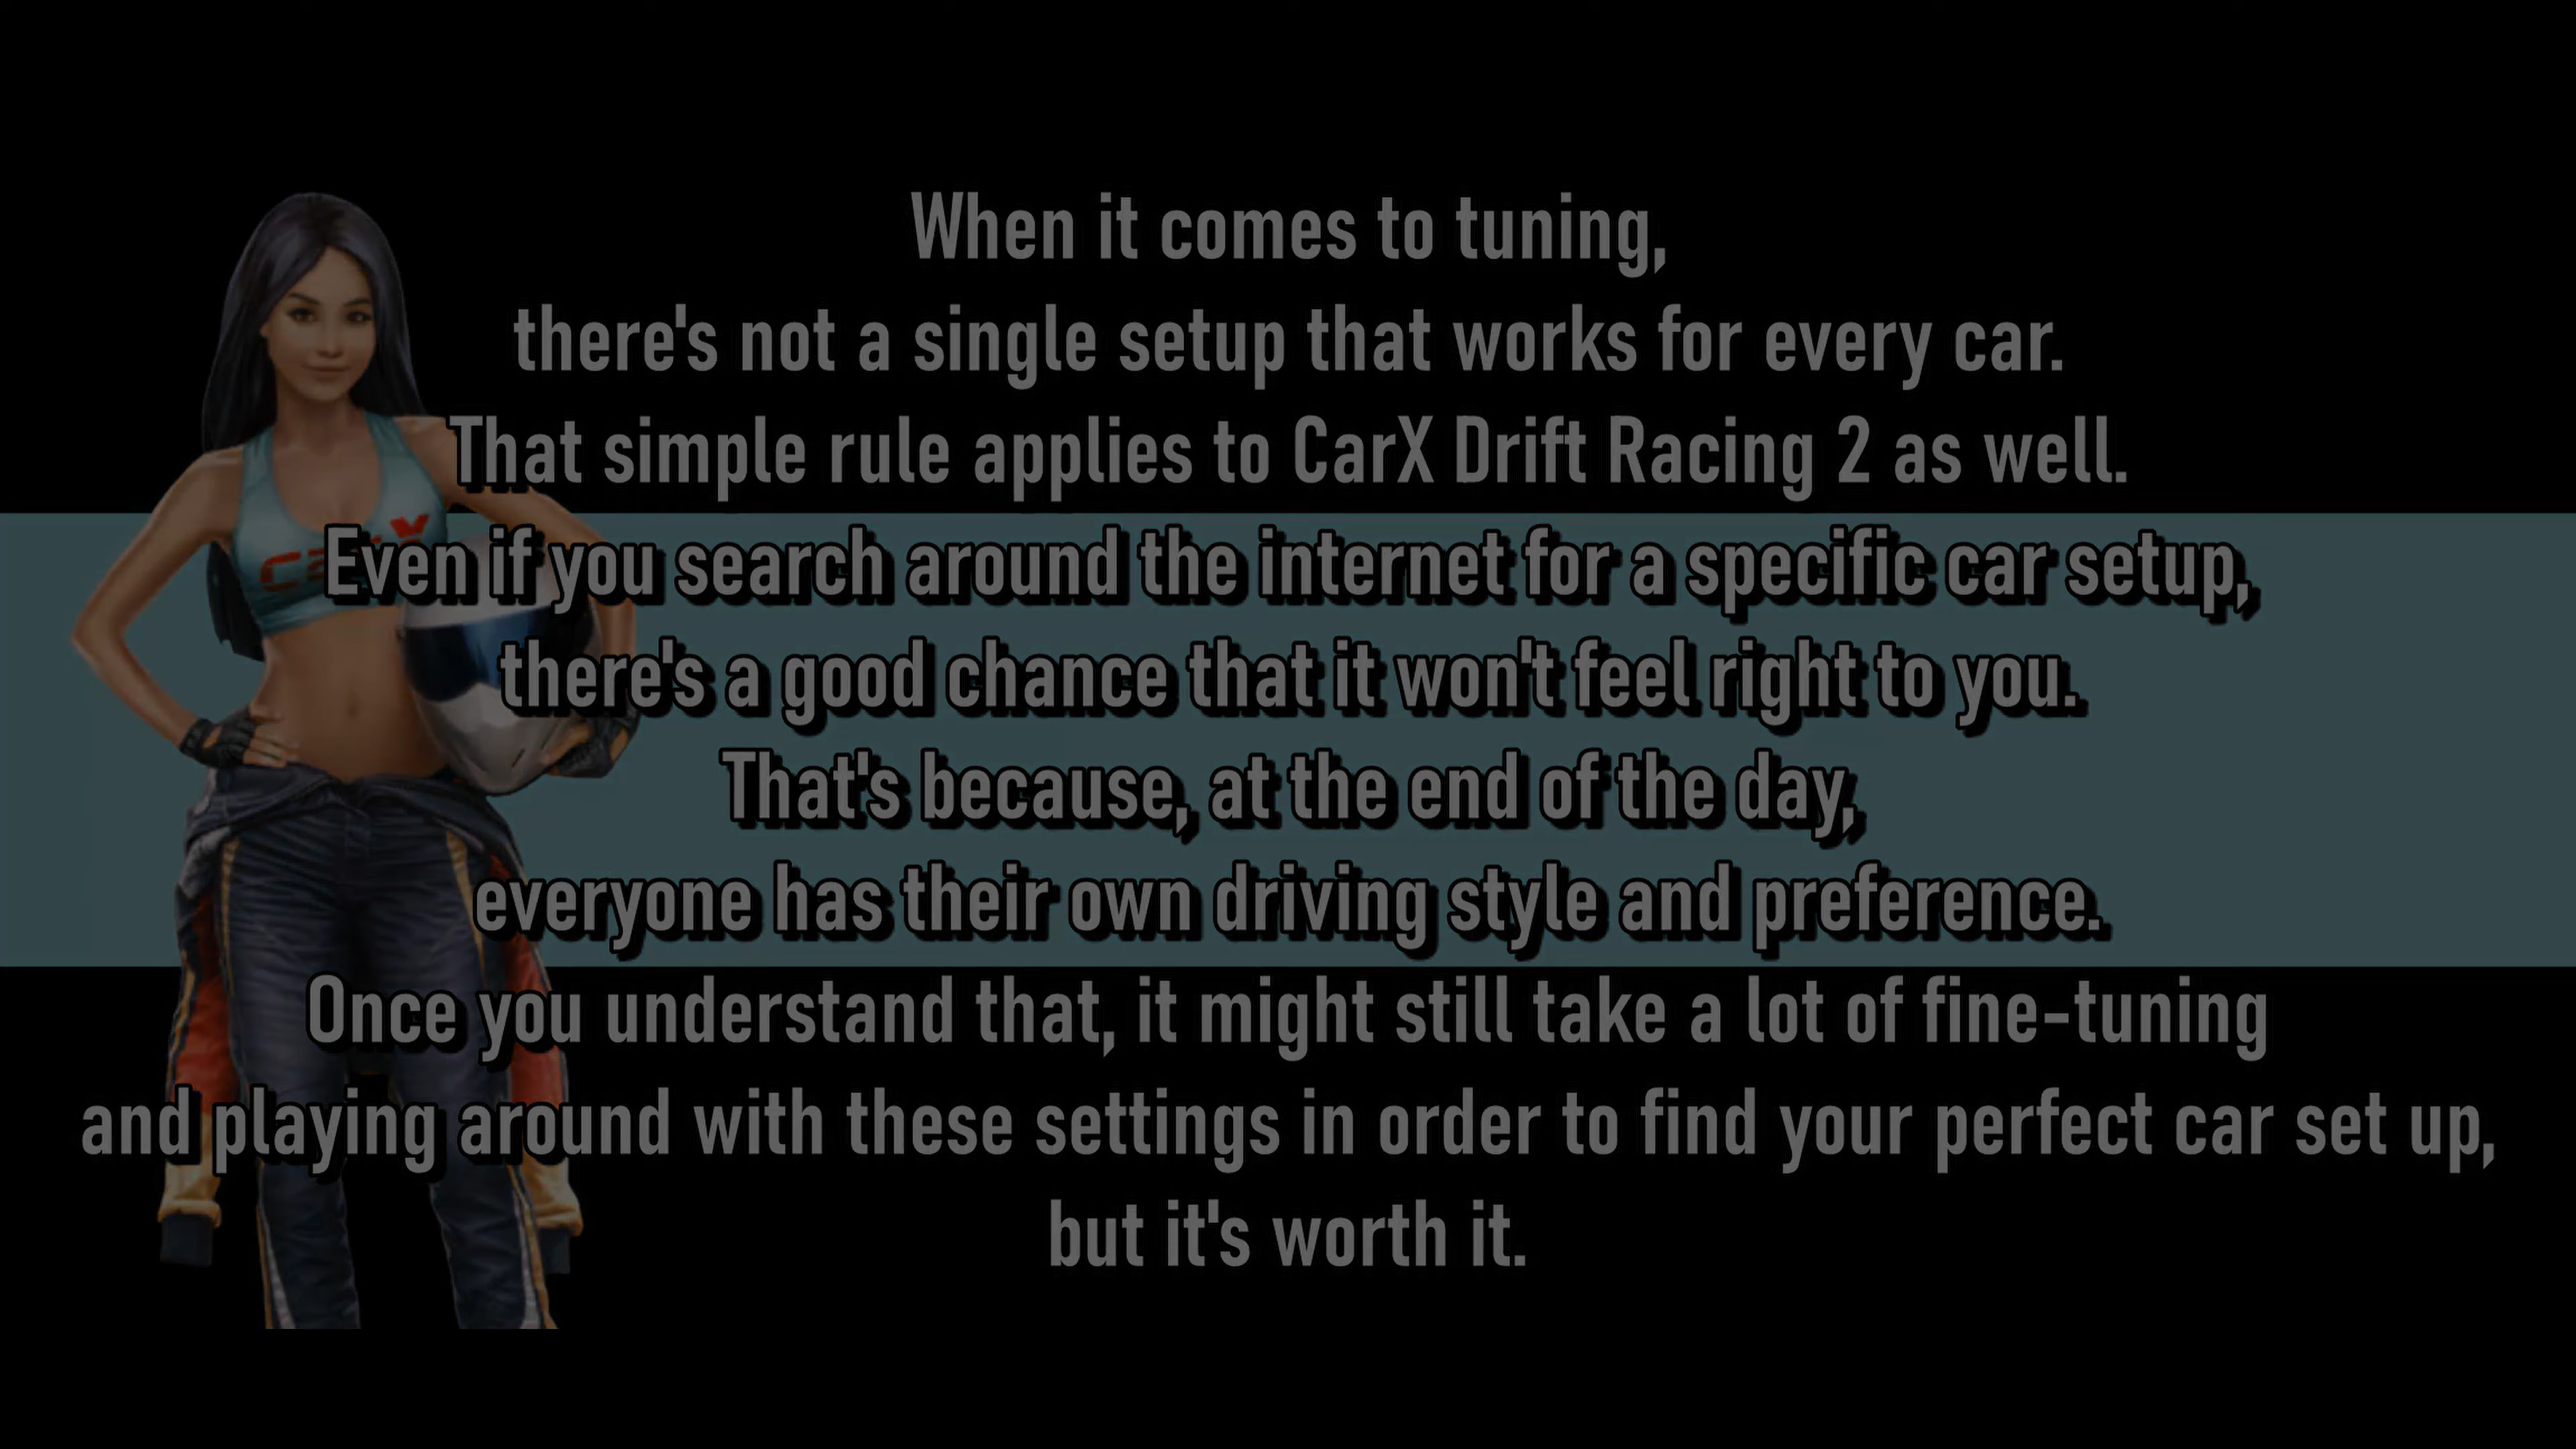 When it comes to tuning,
there's not a single setup that works for every car.
That simple rule applies to CarX Drift Racing 2 as well.
Even if you search around the internet for a specific car setup,
there's a good chance that it won't feel right to you.
That's because, at the end of the day,
everyone has their own driving style and preference.
Once you understand that, it might still take a lot of fine-tuning
and playing around with these settings in order to find your perfect car set up,
but it's worth it.